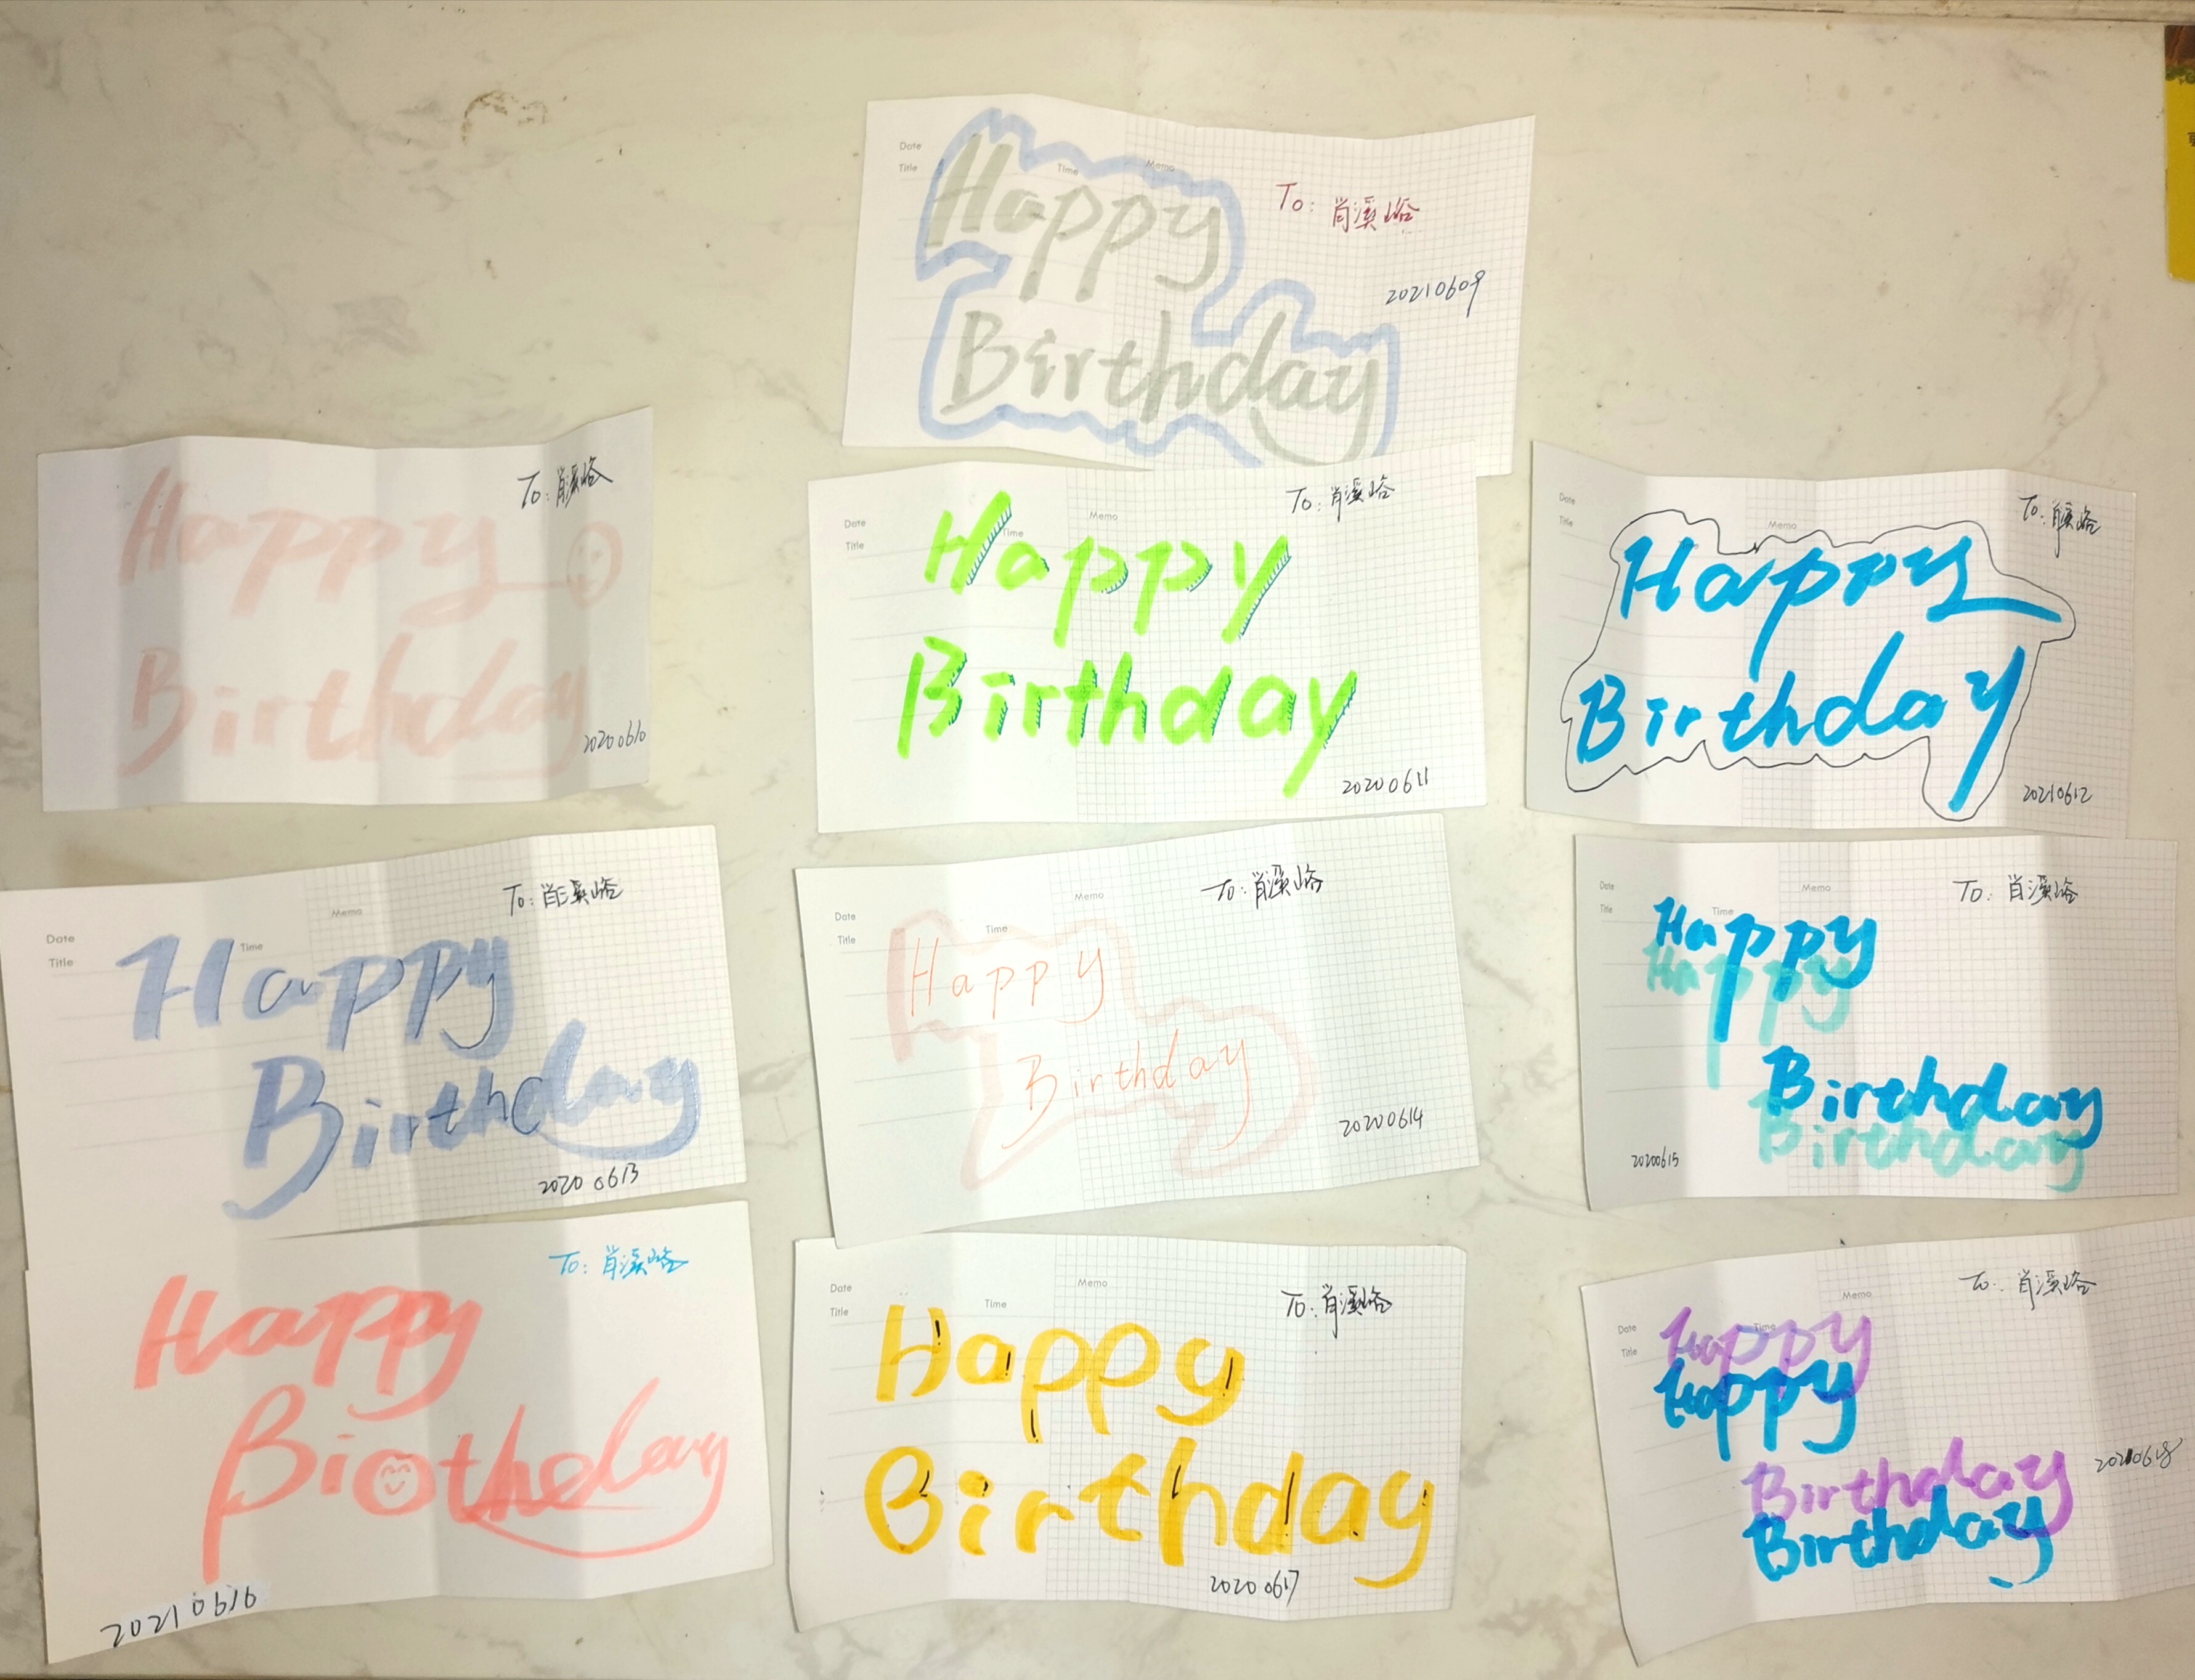 Date
Title
Time
Memo
Happy
Birthday
To: 肖溪峪
20210609
Happy
Birthday
To: 肖溪峪
20200610
Date
Title
Time
Memo
Happy
Birthday
To: 肖溪峪
20200611
Date
Title
Memo
Happy
Birthday
To: 肖溪峪
20210612
Date
Title
Time
Memo
Happy
Birthday
To: 肖溪峪
20200613
Date
Title
Time
Memo
Happy
Birthday
To: 肖溪峪
20200614
Date
Title
Time
Memo
Happy
Happy
Birthday
Birthday
To: 肖溪峪
20200615
To: 肖溪峪
Happy
Biothday
20210616
Date
Title
Time
Memo
Happy
Birthday
To: 肖溪峪
20200617
Date
Title
Time
Memo
Happy
Happy
Birthday
Birthday
To: 肖溪峪
20210618